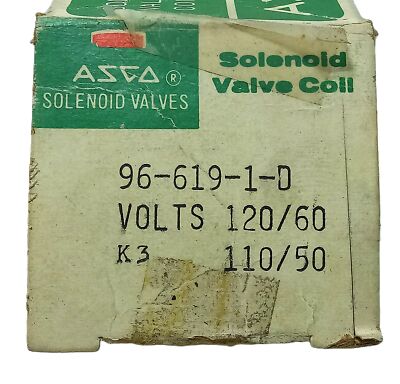 ASCO®
SOLENOID VALVES
Solenoid
Valve Coil
96-619-1-D
VOLTS 120/60
K3 110/50